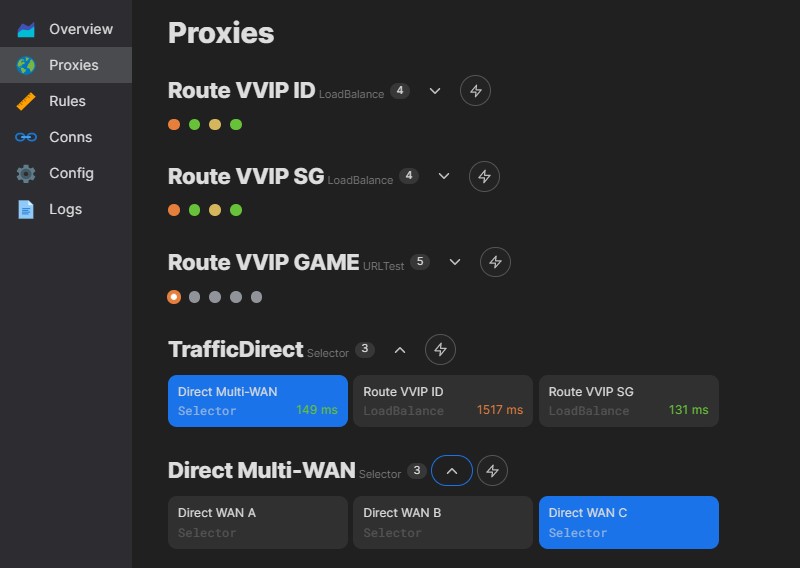 Overview
Proxies
Rules
Conns
Config
Logs
Proxies
Route VVIP ID LoadBalance 4
Route VVIP SG LoadBalance 4
Route VVIP GAME URLTest 5
TrafficDirect Selector 3
Direct Multi-WAN
Selector 149 ms
Route VVIP ID
LoadBalance 1517 ms
Route VVIP SG
LoadBalance 131 ms
Direct Multi-WAN Selector 3
Direct WAN A
Selector
Direct WAN B
Selector
Direct WAN C
Selector